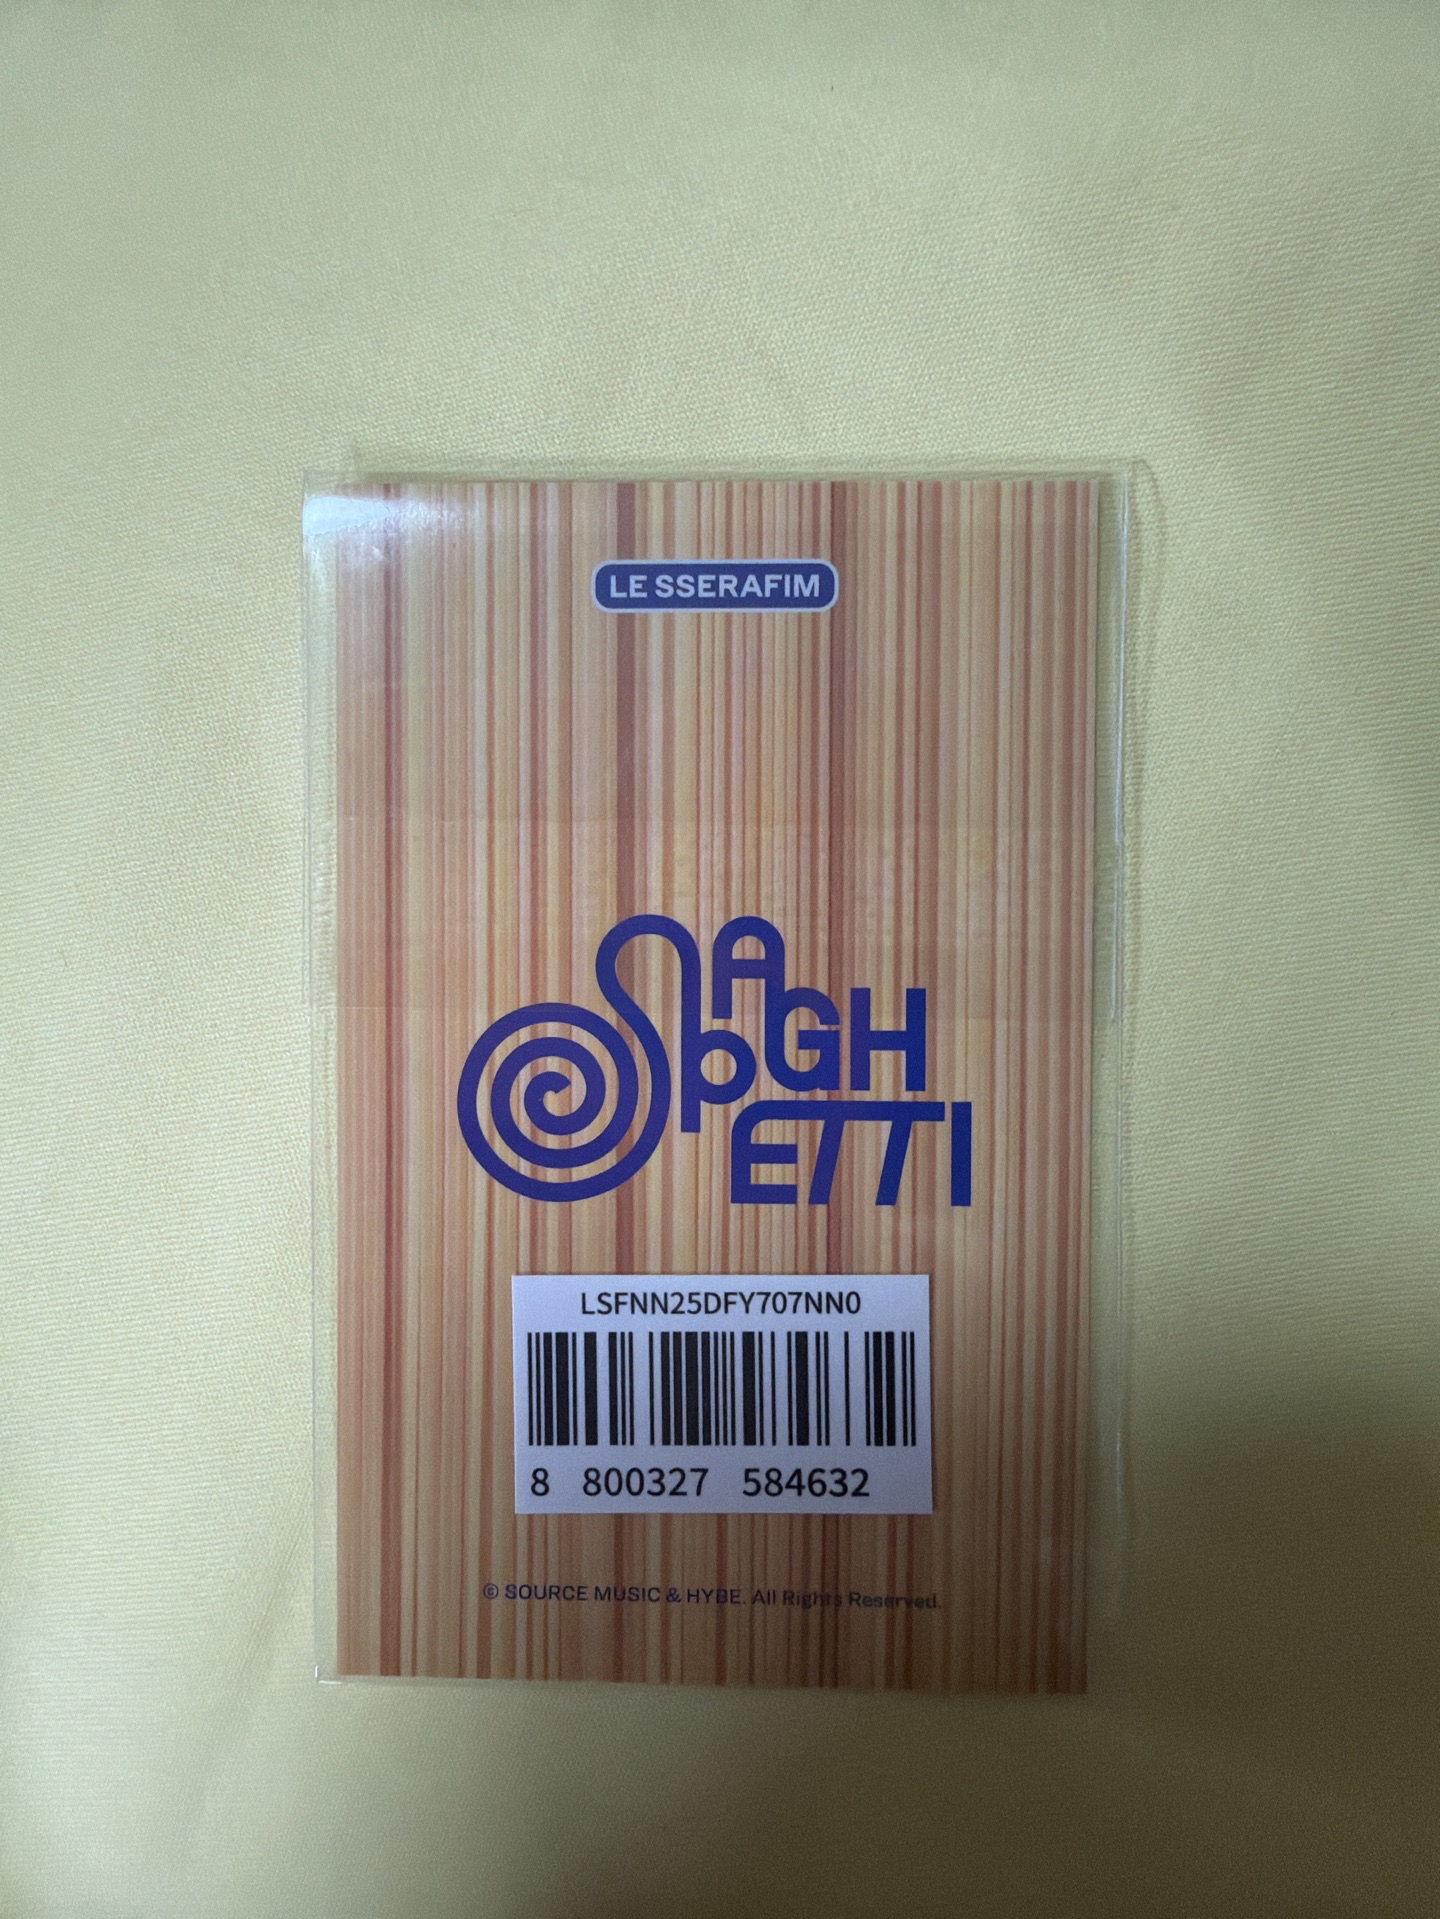 LE SSERAFIM
SPAGHETTI
LSFNN25DFY707NN0
8 800327 584632
© SOURCE MUSIC & HYBE. All Rights Reserved.